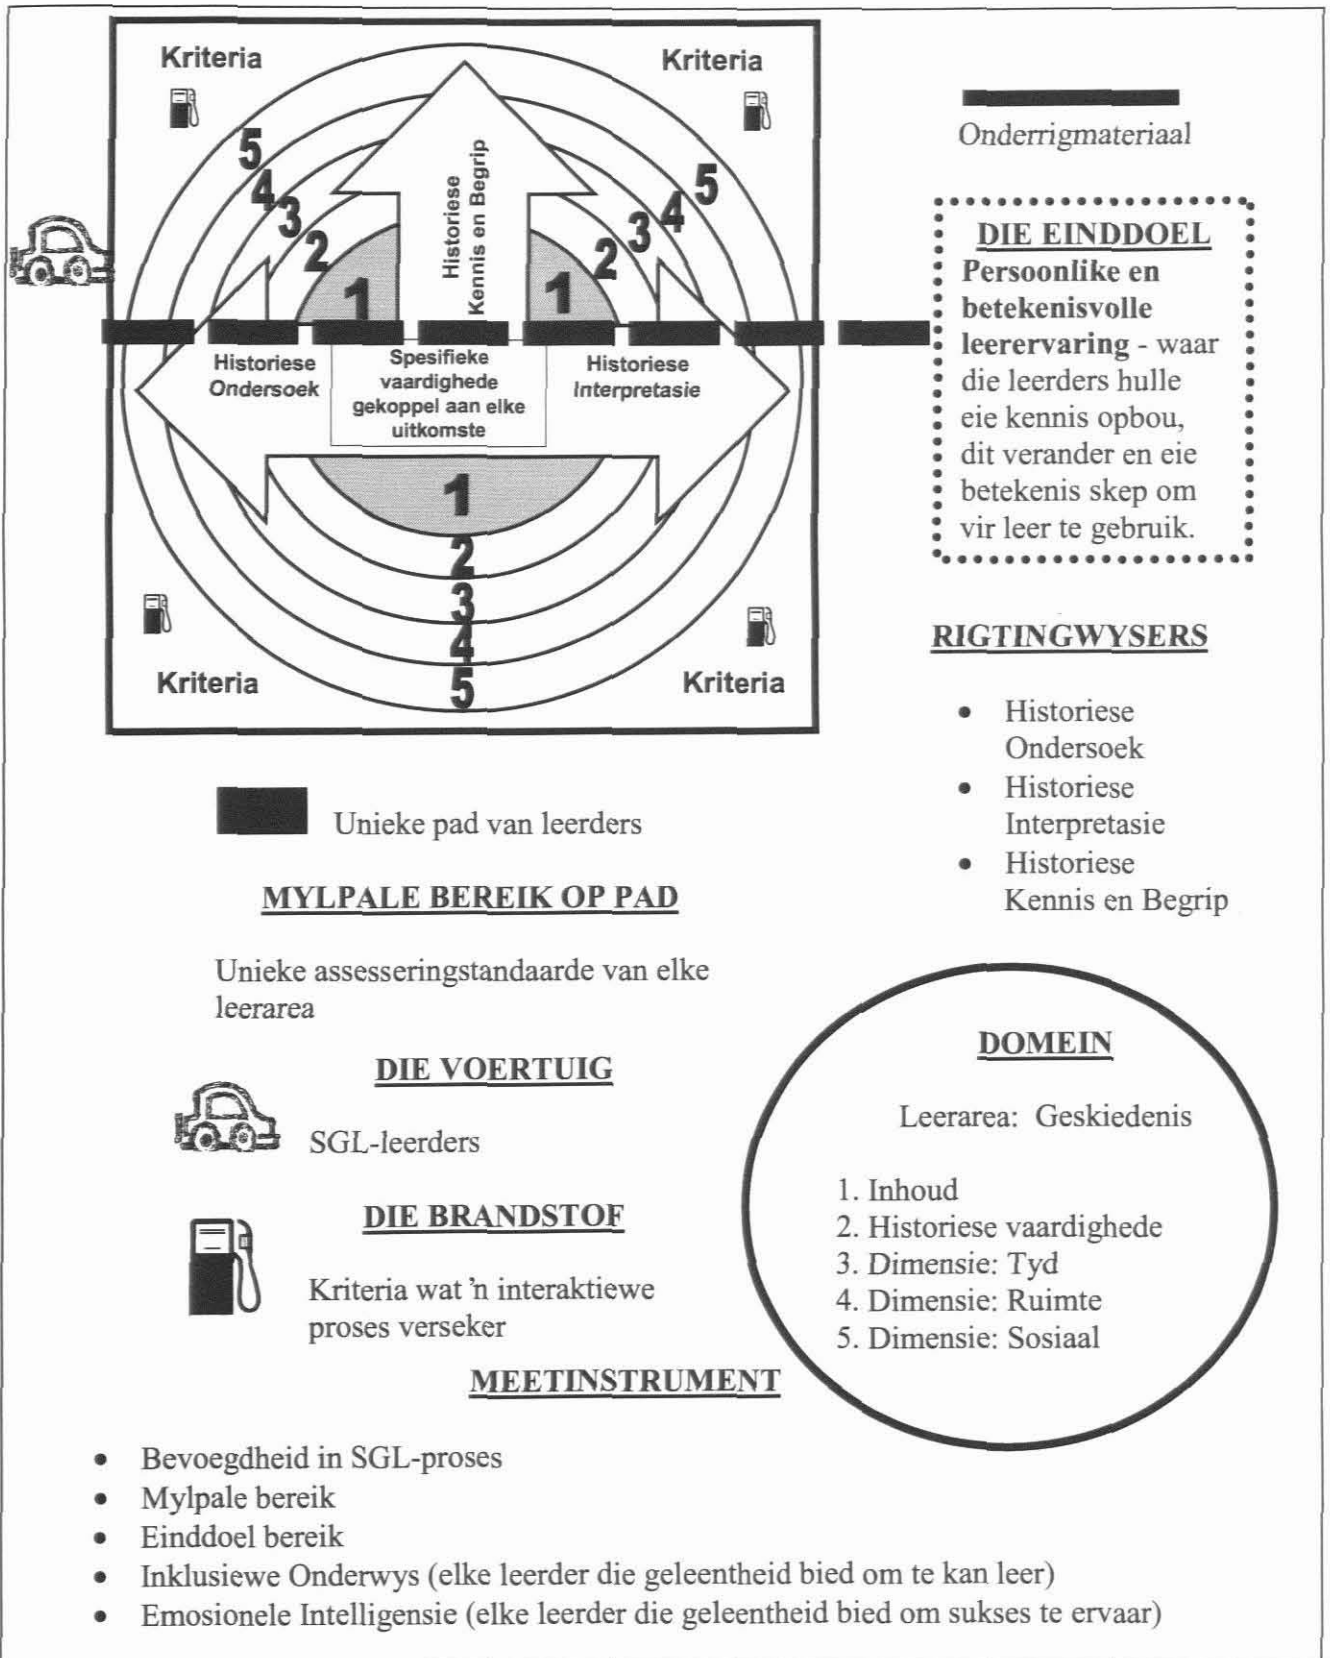 Kriteria
Kriteria
5
4
3
2
1
Historiese
Kennis en Begrip
5
4
3
2
1
Historiese
Ondersoek
Spesifieke
vaardighede
gekoppel aan elke
uitkomste
Historiese
Interpretasie
1
2
3
4
5
Kriteria
Kriteria
Onderrigmateriaal
DIE EINDDOEL
Persoonlike en
betekenisvolle
leerervaring - waar
die leerders hulle
eie kennis opbou,
dit verander en eie
betekenis skep om
vir leer te gebruik.
RIGTINGWYSERS
• Historiese
Ondersoek
• Historiese
Interpretasie
• Historiese
Kennis en Begrip
Unieke pad van leerders
MYLPALE BEREIK OP PAD
Unieke assesseringstandaarde van elke
leerarea
DIE VOERTUIG
SGL-leerders
DIE BRANDSTOF
Kriteria wat 'n interaktiewe
proses verseker
DOMEIN
Leerarea: Geskiedenis
1. Inhoud
2. Historiese vaardighede
3. Dimensie: Tyd
4. Dimensie: Ruimte
5. Dimensie: Sosiaal
MEETINSTRUMENT
• Bevoegdheid in SGL-proses
• Mylpale bereik
• Einddoel bereik
• Inklusiewe Onderwys (elke leerder die geleentheid bied om te kan leer)
• Emosionele Intelligensie (elke leerder die geleentheid bied om sukses te ervaar)